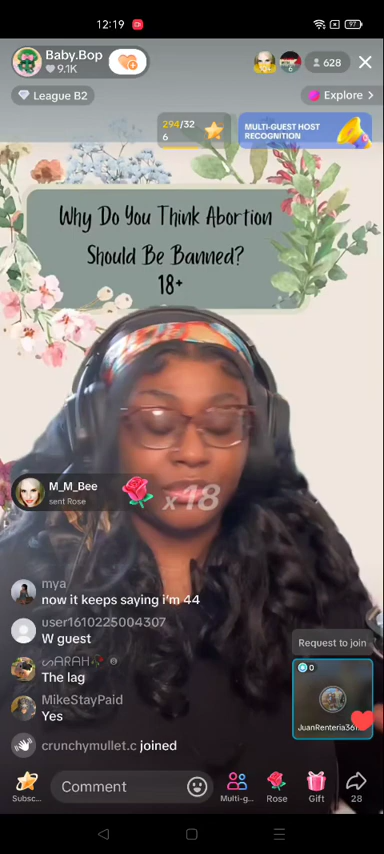 12:19
97
Baby.Bop
9.1K
628
League B2
Explore
294/32
6
MULTI-GUEST HOST
RECOGNITION
Why Do You Think Abortion
Should Be Banned?
18+
M_M_Bee
sent Rose
x18
mya
now it keeps saying i'm 44
user1610225004307
W guest
ᔕARAH
The lag
MikeStayPaid
Yes
crunchymullet.c joined
Request to join
0
Subsc...
Comment
Multi-g...
Rose
Gift
28